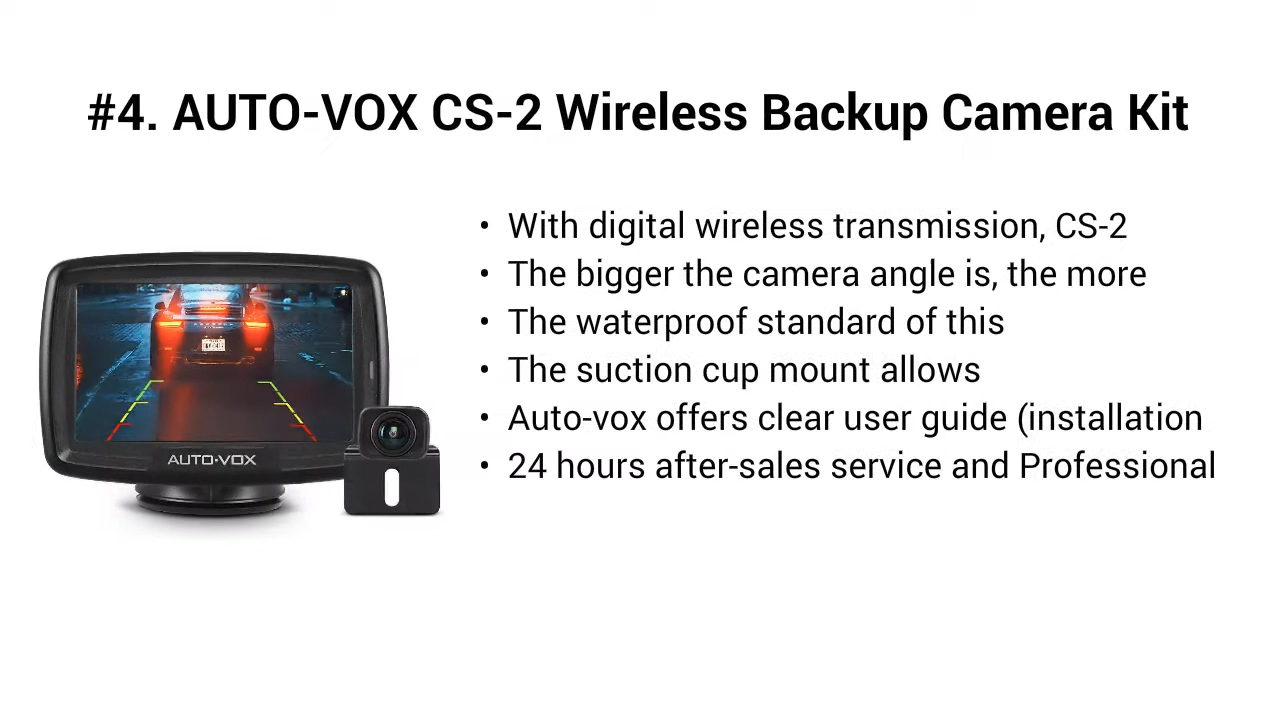 #4. AUTO-VOX CS-2 Wireless Backup Camera Kit
• With digital wireless transmission, CS-2
• The bigger the camera angle is, the more
• The waterproof standard of this
• The suction cup mount allows
• Auto-vox offers clear user guide (installation
• 24 hours after-sales service and Professional
AUTO-VOX